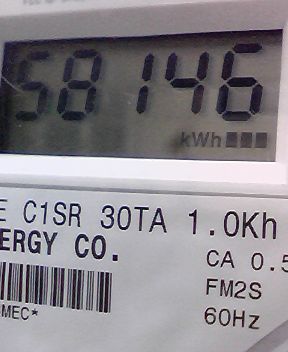 58146
kWh
E C1SR 30TA 1.0Kh
ERGY CO.
CA 0.5
FM2S
MEC*
60Hz